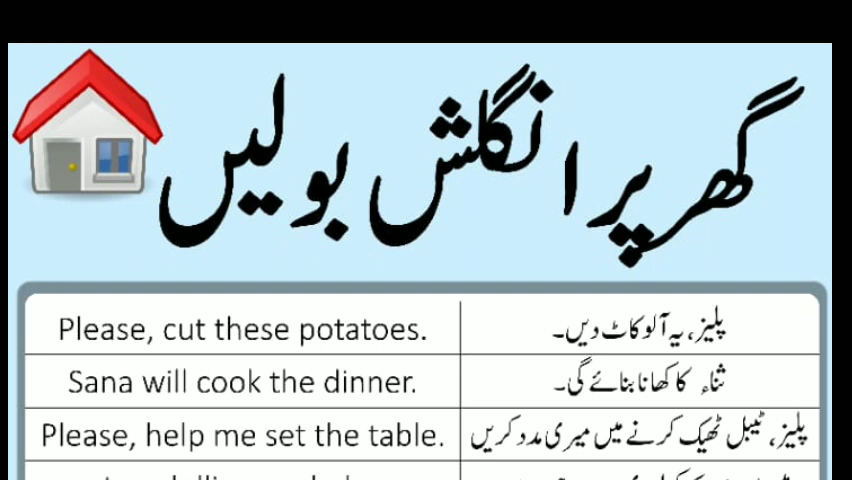 گھر پر انگلش بولیں
Please, cut these potatoes.
پلیز، یہ آلو کاٹ دیں۔
Sana will cook the dinner.
ثناء کا کھانا بنائے گی۔
Please, help me set the table.
پلیز، ٹیبل ٹھیک کرنے میں میری مدد کریں